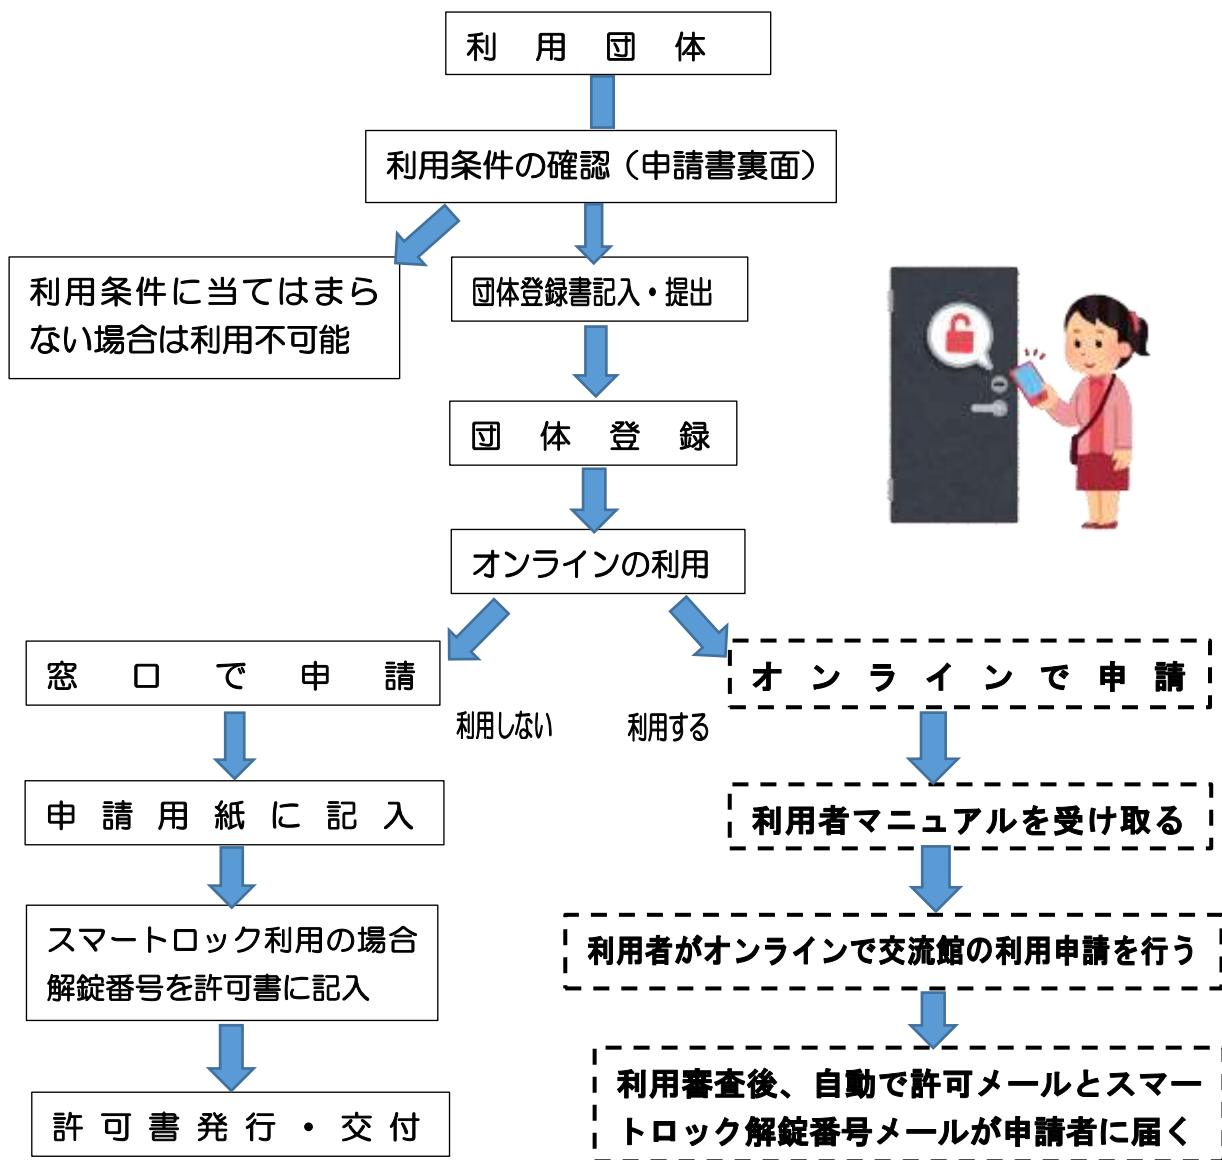 利用団体
利用条件の確認（申請書裏面）
利用条件に当てはまら
ない場合は利用不可能
団体登録書記入・提出
団体登録
オンラインの利用
利用しない
利用する
窓口で申請
申請用紙に記入
スマートロック利用の場合
解錠番号を許可書に記入
許可書発行・交付
オンラインで申請
利用者マニュアルを受け取る
利用者がオンラインで交流館の利用申請を行う
利用審査後、自動で許可メールとスマー
トロック解錠番号メールが申請者に届く